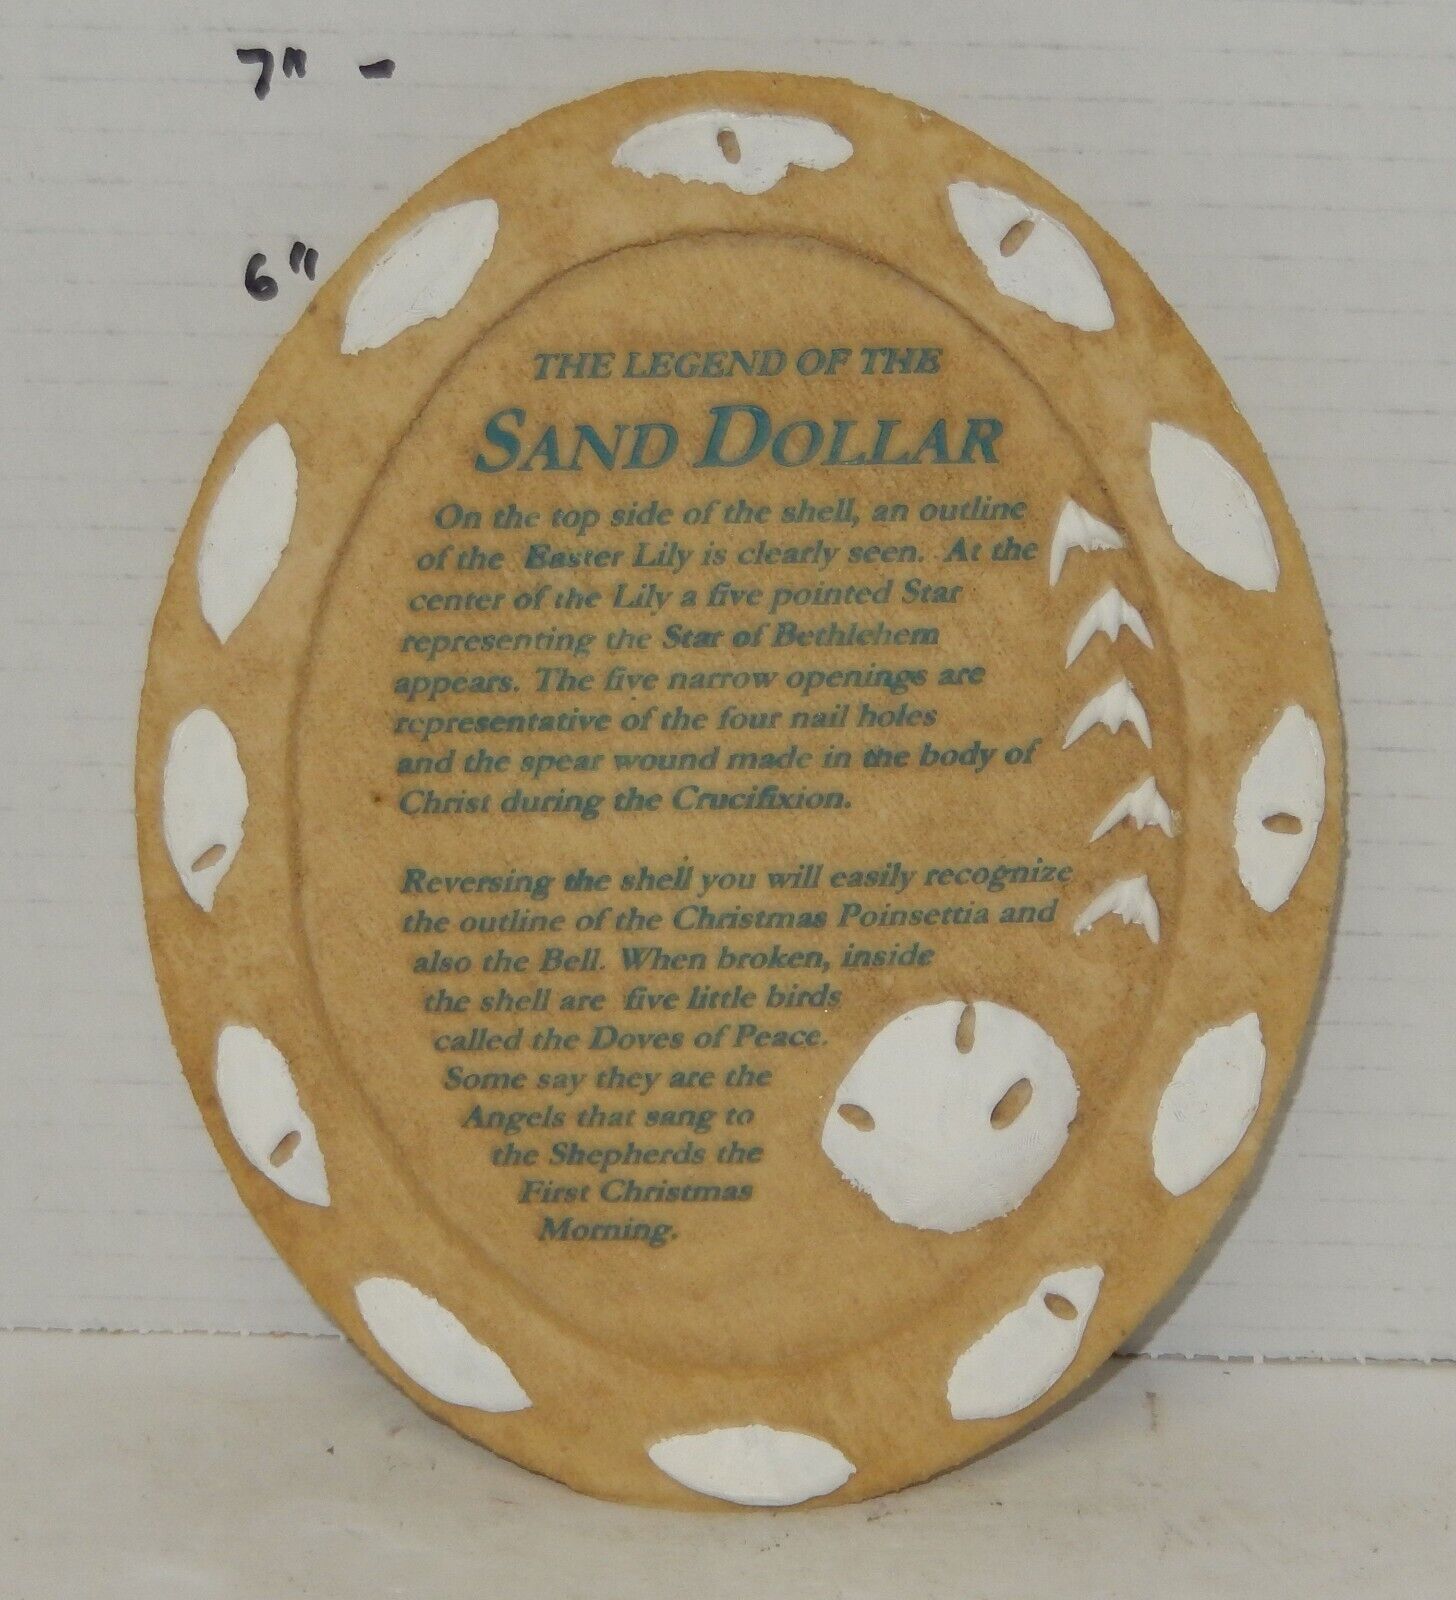 7" -
6"
THE LEGEND OF THE
SAND DOLLAR
On the top side of the shell, an outline
of the Easter Lily is clearly seen. At the
center of the Lily a five pointed Star
representing the Star of Bethlehem
appears. The five narrow openings are
representative of the four nail holes
and the spear wound made in the body of
Christ during the Crucifixion.
Reversing the shell you will easily recognize
the outline of the Christmas Poinsettia and
also the Bell. When broken, inside
the shell are five little birds
called the Doves of Peace.
Some say they are the
Angels that sang to
the Shepherds the
First Christmas
Morning.